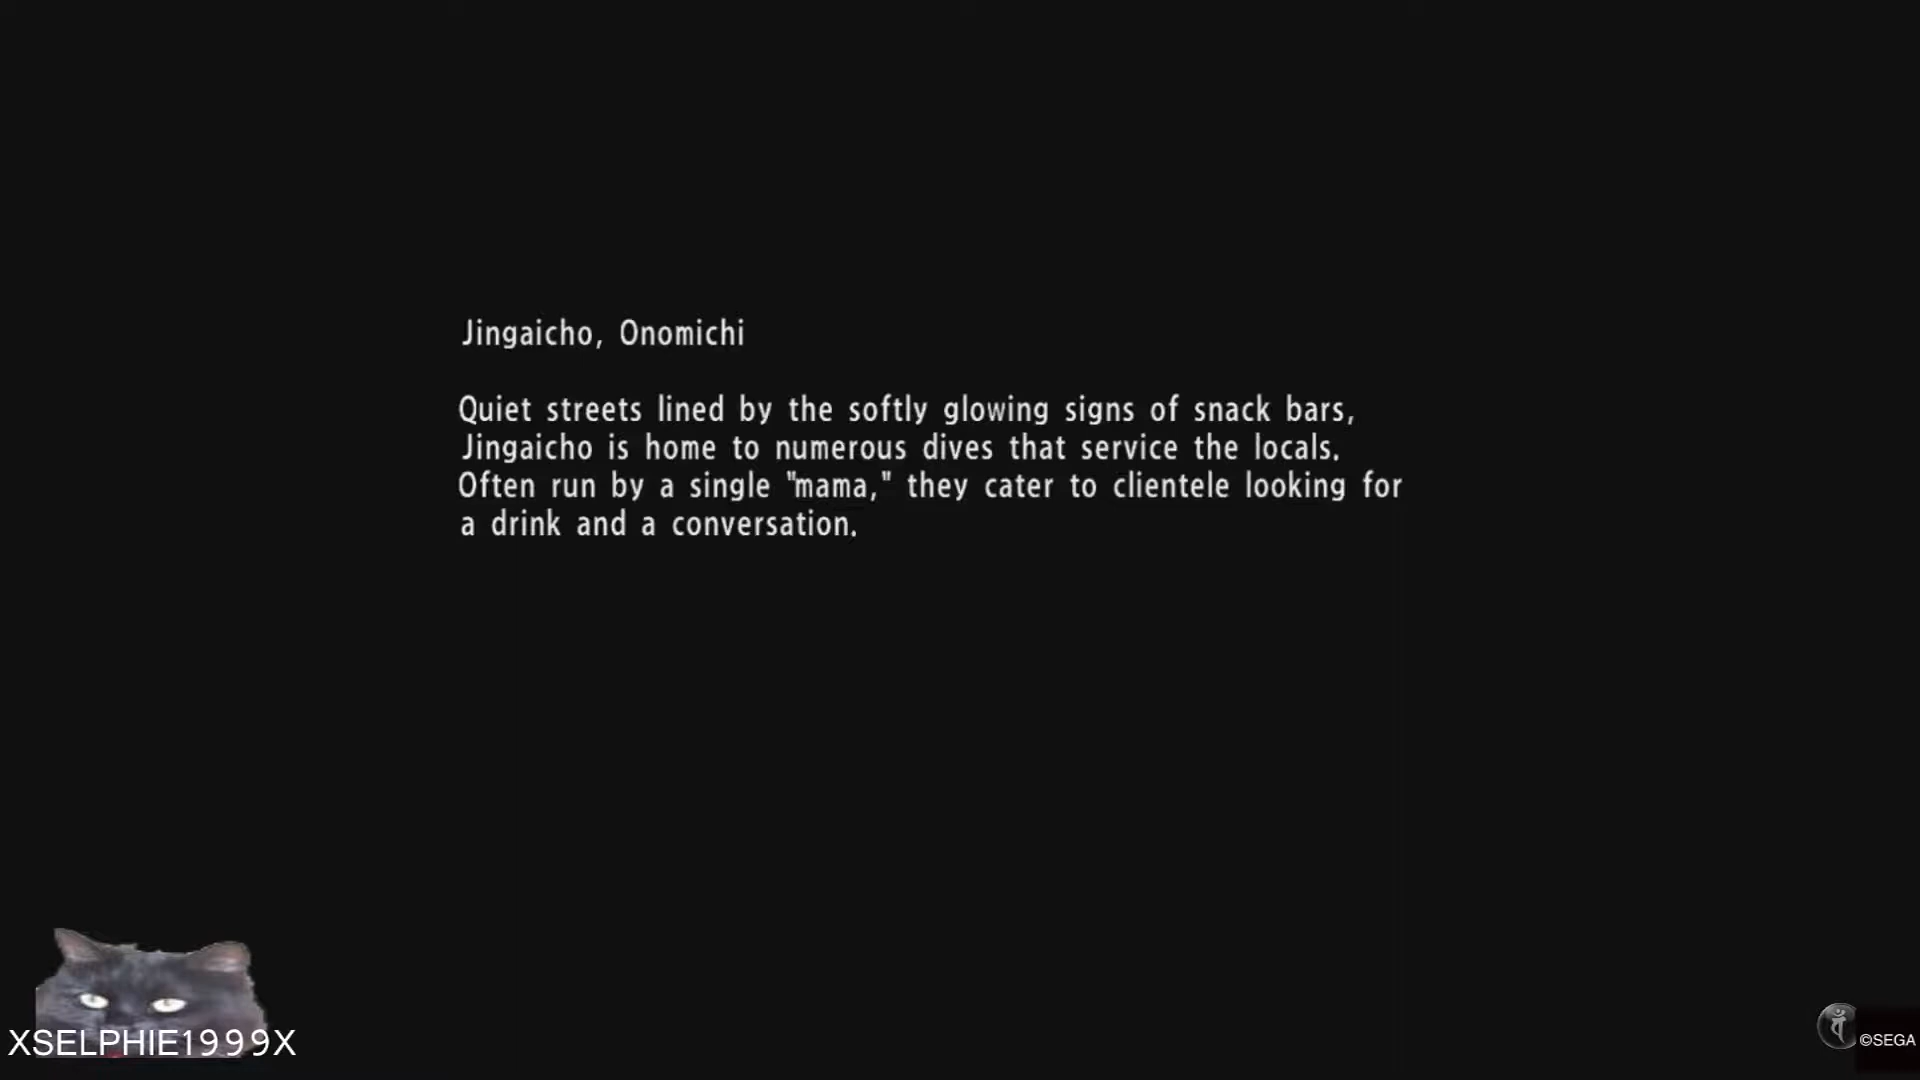 Jingaicho, Onomichi
Quiet streets lined by the softly glowing signs of snack bars,
Jingaicho is home to numerous dives that service the locals.
Often run by a single "mama," they cater to clientele looking for
a drink and a conversation.
XSELPHIE1999X
©SEGA